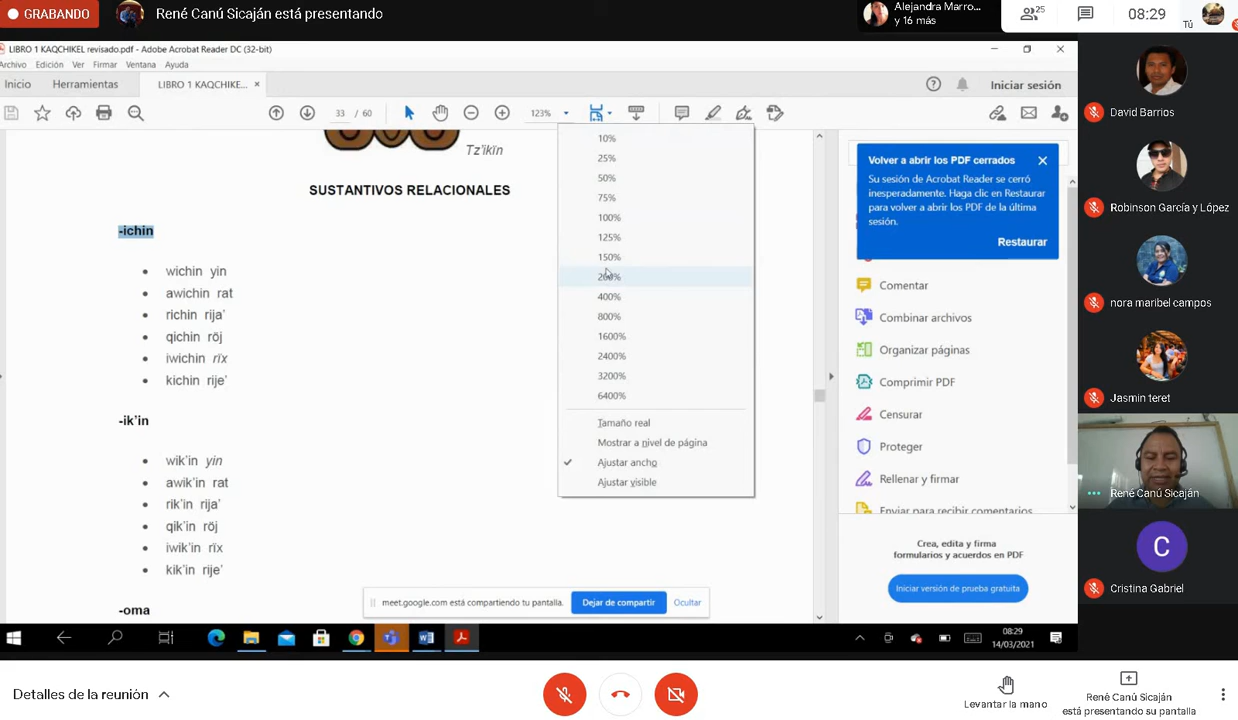 GRABANDO
René Canú Sicaján está presentando
Alejandra Marro...
y 16 más
25
08:29
Tú
LIBRO 1 KAQCHIKEL revisado.pdf - Adobe Acrobat Reader DC (32-bit)
Archivo Edición Ver Firmar Ventana Ayuda
Inicio Herramientas LIBRO 1 KAQCHIKE... ×
Iniciar sesión
33 / 60
123%
Tz'ikïn
SUSTANTIVOS RELACIONALES
-ichin
• wichin yin
• awichin rat
• richin rija'
• qichin röj
• iwichin rïx
• kichin rije'
-ik'in
• wik'in yin
• awik'in rat
• rik'in rija'
• qik'in röj
• iwik'in rïx
• kik'in rije'
-oma
10%
25%
50%
75%
100%
125%
150%
200%
400%
800%
1600%
2400%
3200%
6400%
Tamaño real
Mostrar a nivel de página
Ajustar ancho
Ajustar visible
Volver a abrir los PDF cerrados
Su sesión de Acrobat Reader se cerró
inesperadamente. Haga clic en Restaurar
para volver a abrir los PDF de la última
sesión.
Restaurar
Comentar
Combinar archivos
Organizar páginas
Comprimir PDF
Censurar
Proteger
Rellenar y firmar
Enviar para recibir comentarios
Crea, edita y firma
formularios y acuerdos en PDF
Iniciar versión de prueba gratuita
meet.google.com está compartiendo tu pantalla.
Dejar de compartir
Ocultar
08:29
14/03/2021
David Barrios
Robinson García y López
nora maribel campos
Jasmin teret
René Canú Sicaján
C
Cristina Gabriel
Detalles de la reunión
Levantar la mano
René Canú Sicaján
está presentando su pantalla